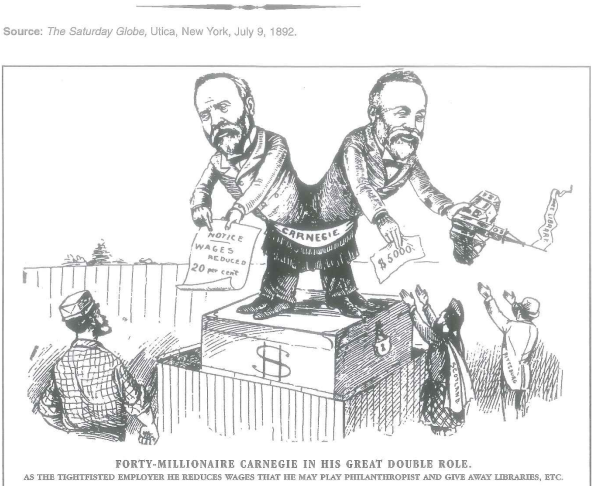 Source: The Saturday Globe, Utica, New York, July 9, 1892.
NOTICE
WAGES
REDUCED
20 per cent
CARNEGIE
$5000.
FREE LIBRARY
$
SCOTLAND
PITTSBURG
FORTY-MILLIONAIRE CARNEGIE IN HIS GREAT DOUBLE ROLE.
AS THE TIGHTFISTED EMPLOYER HE REDUCES WAGES THAT HE MAY PLAY PHILANTHROPIST AND GIVE AWAY LIBRARIES, ETC.